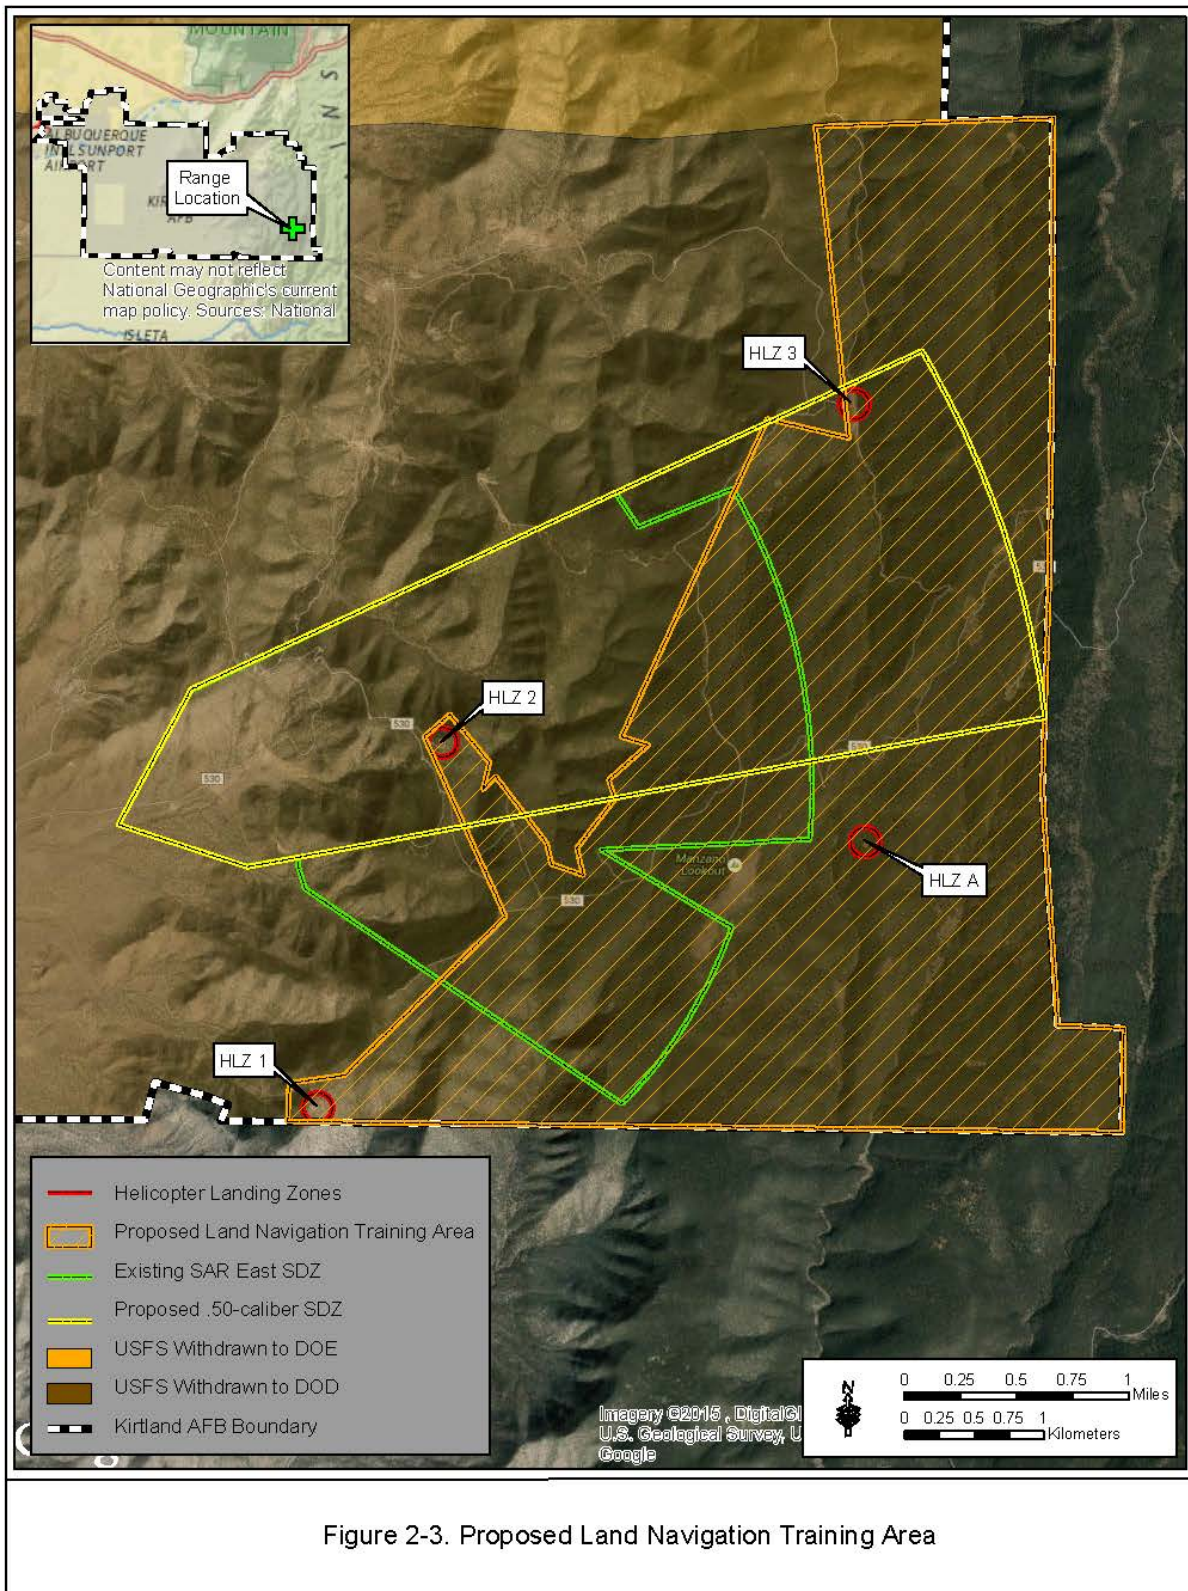 MOUNTAIN
ALBUQUERQUE
INTL SUNPORT
AIRPORT
Range
Location
AFB
Content may not reflect
National Geographic's current
map policy. Sources: National
ISLETA
HLZ 3
HLZ 2
530
530
530
Manzano
Lookout
HLZ A
530
HLZ 1
Helicopter Landing Zones
Proposed Land Navigation Training Area
Existing SAR East SDZ
Proposed .50-caliber SDZ
USFS Withdrawn to DOE
USFS Withdrawn to DOD
Kirtland AFB Boundary
Imagery ©2015 , DigitalGl
U.S. Geological Survey, U
Google
N
0 0.25 0.5 0.75 1
Miles
0 0.25 0.5 0.75 1
Kilometers
Figure 2-3. Proposed Land Navigation Training Area